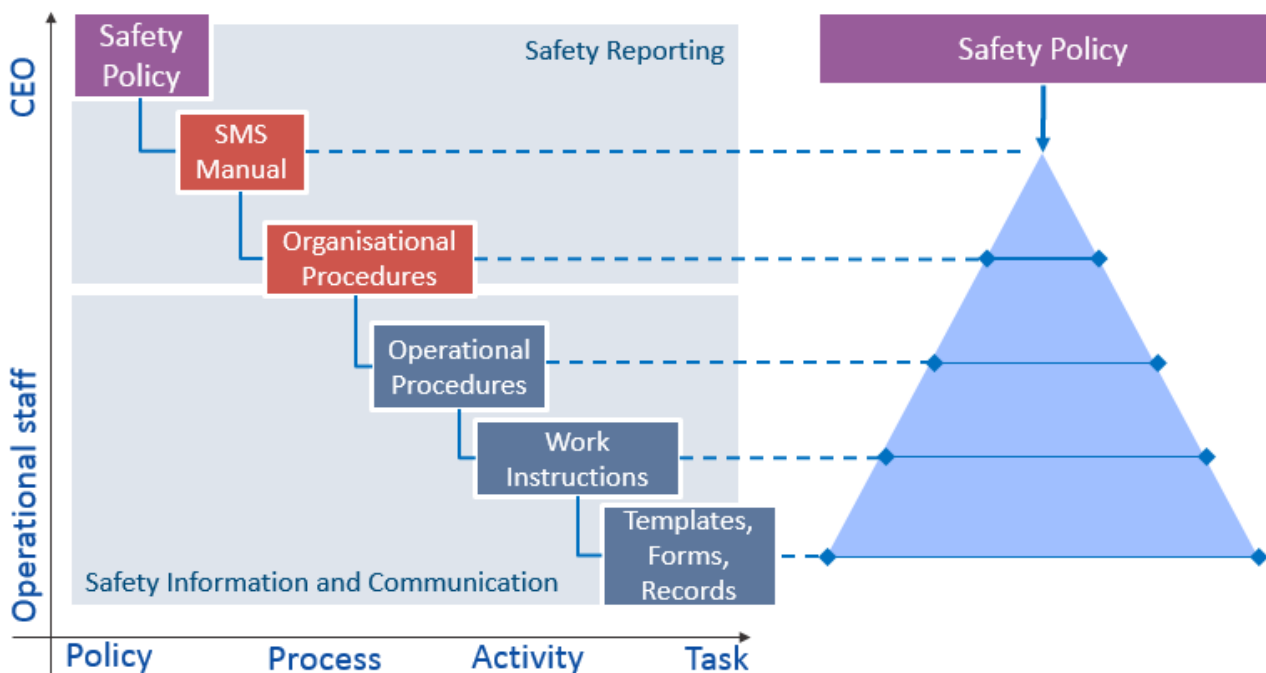 CEO
Operational staff
Safety
Policy
Safety Reporting
Safety Policy
SMS
Manual
Organisational
Procedures
Operational
Procedures
Work
Instructions
Templates,
Forms,
Records
Safety Information and Communication
Policy
Process
Activity
Task